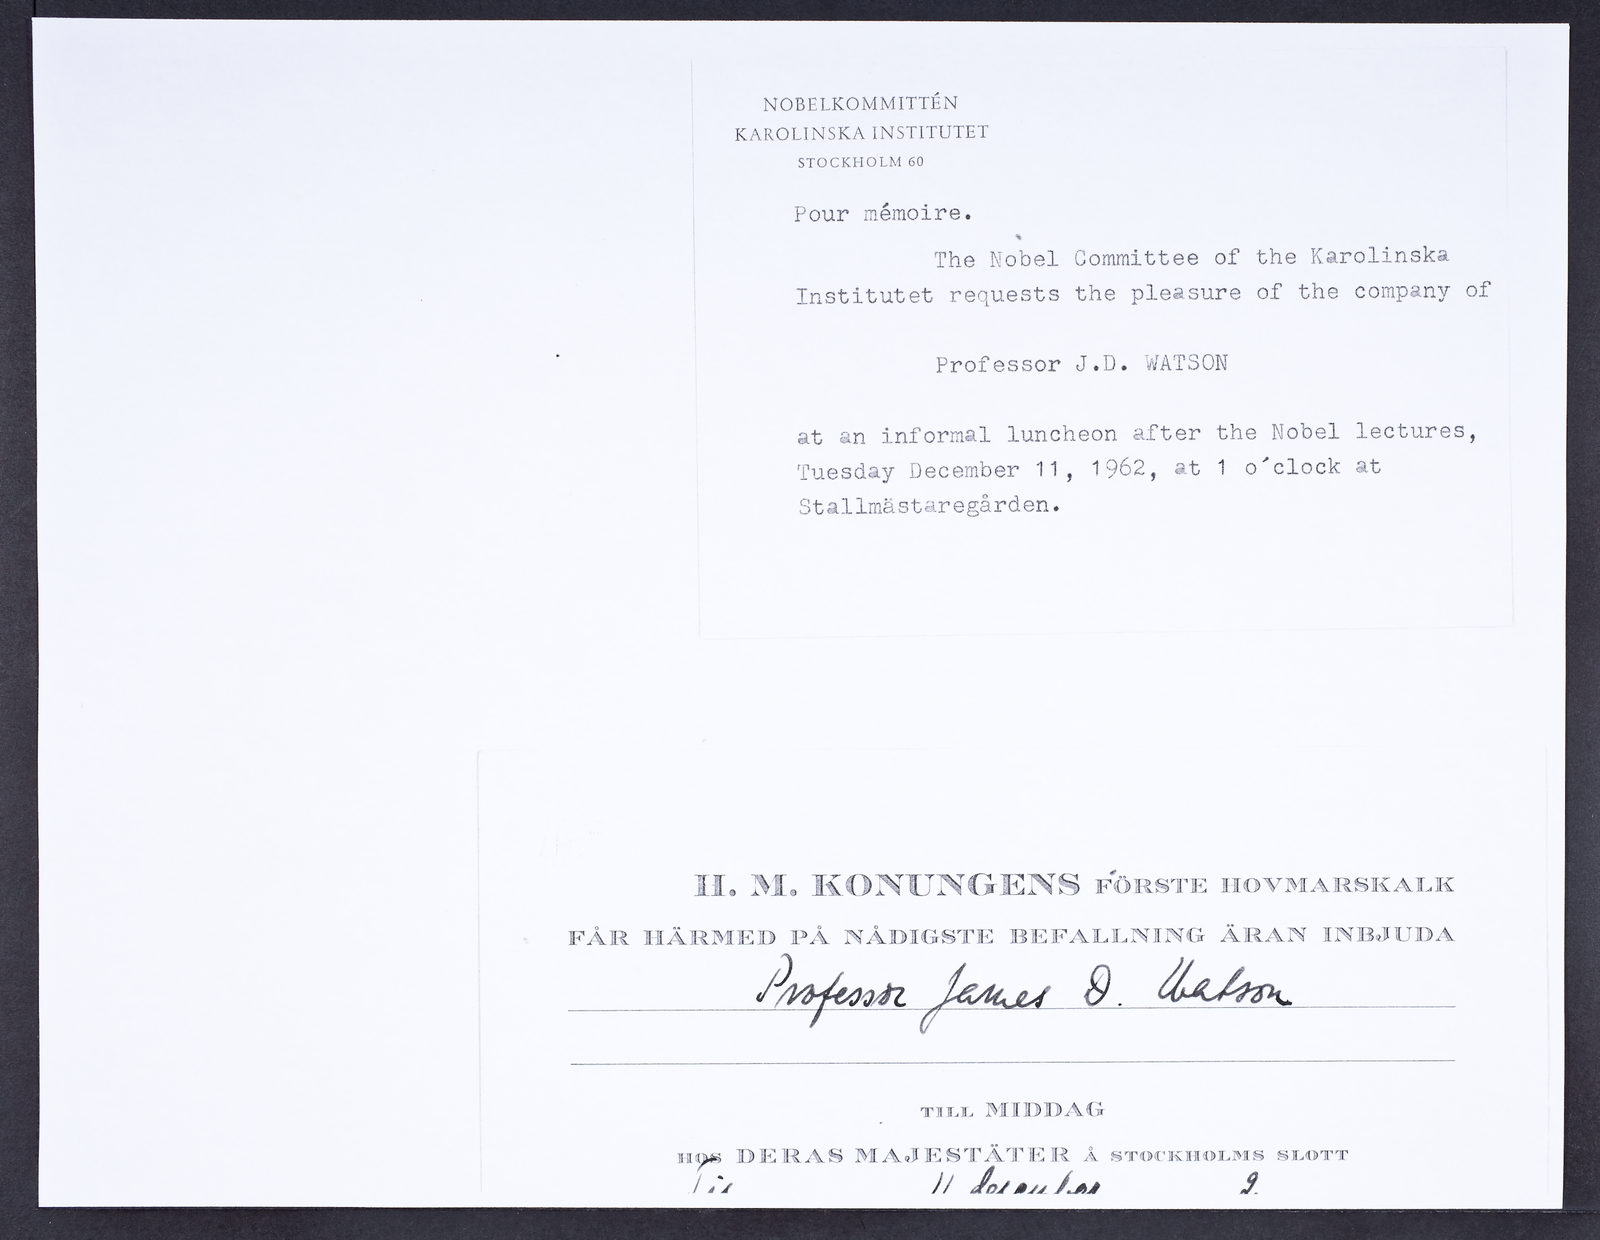 NOBELKOMMITTÉN
KAROLINSKA INSTITUTET
STOCKHOLM 60
Pour mémoire.
The Nobel Committee of the Karolinska
Institutet requests the pleasure of the company of
Professor J.D. WATSON
at an informal luncheon after the Nobel lectures,
Tuesday December 11, 1962, at 1 o´clock at
Stallmästaregården.
H. M. KONUNGENS FÖRSTE HOVMARSKALK
FÅR HÄRMED PÅ NÅDIGSTE BEFALLNING ÄRAN INBJUDA
Professor James D. Watson
TILL MIDDAG
HOS DERAS MAJESTÄTER Å STOCKHOLMS SLOTT
11 december